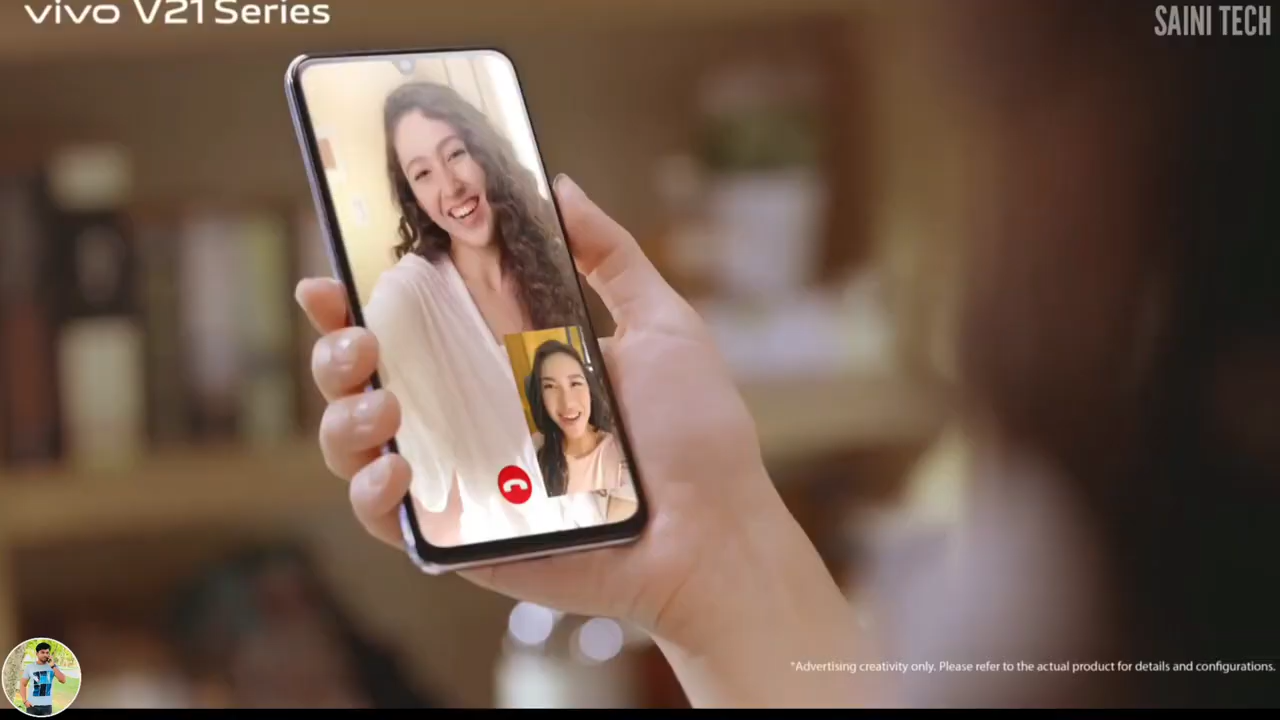 vivo V21 Series
SAINI TECH
*Advertising creativity only. Please refer to the actual product for details and configurations.